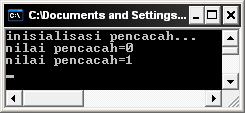 C:\Documents and Settings...
inisialisasi pencacah...
nilai pencacah=0
nilai pencacah=1